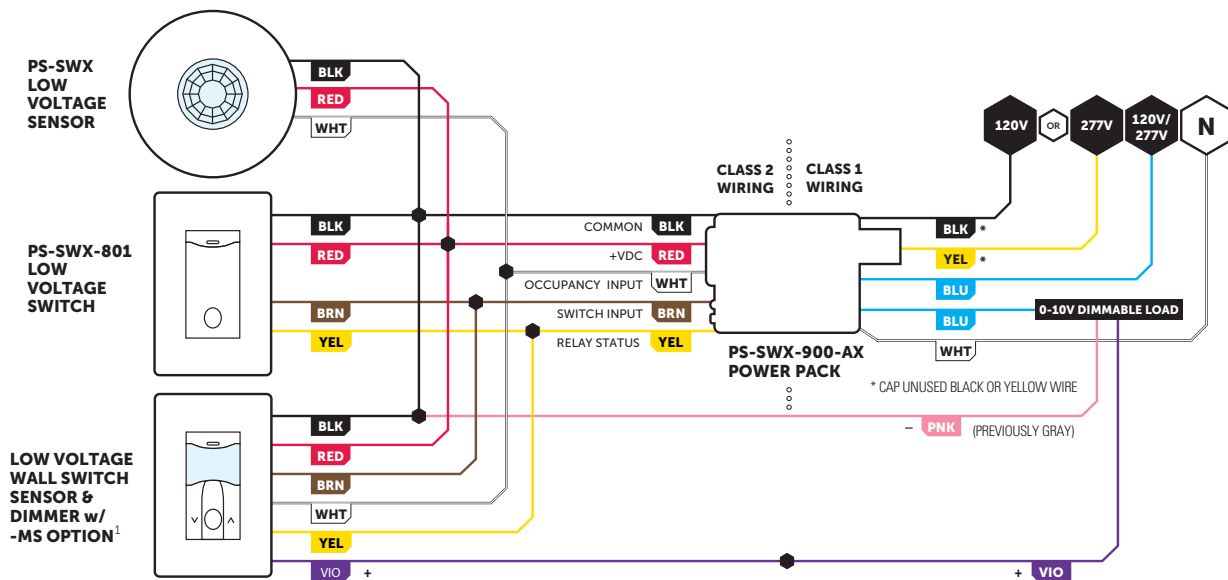 PS-SWX
LOW
VOLTAGE
SENSOR
BLK
RED
WHT
PS-SWX-801
LOW
VOLTAGE
SWITCH
BLK
RED
BRN
YEL
LOW VOLTAGE
WALL SWITCH
SENSOR &
DIMMER w/
-MS OPTION1
BLK
RED
BRN
WHT
YEL
VIO +
CLASS 2
WIRING
CLASS 1
WIRING
COMMON BLK
+VDC RED
OCCUPANCY INPUT WHT
SWITCH INPUT BRN
RELAY STATUS YEL
PS-SWX-900-AX
POWER PACK
120V OR 277V 120V/
277V N
BLK *
YEL *
BLU
BLU
0-10V DIMMABLE LOAD
WHT
* CAP UNUSED BLACK OR YELLOW WIRE
– PNK (PREVIOUSLY GRAY)
+ VIO